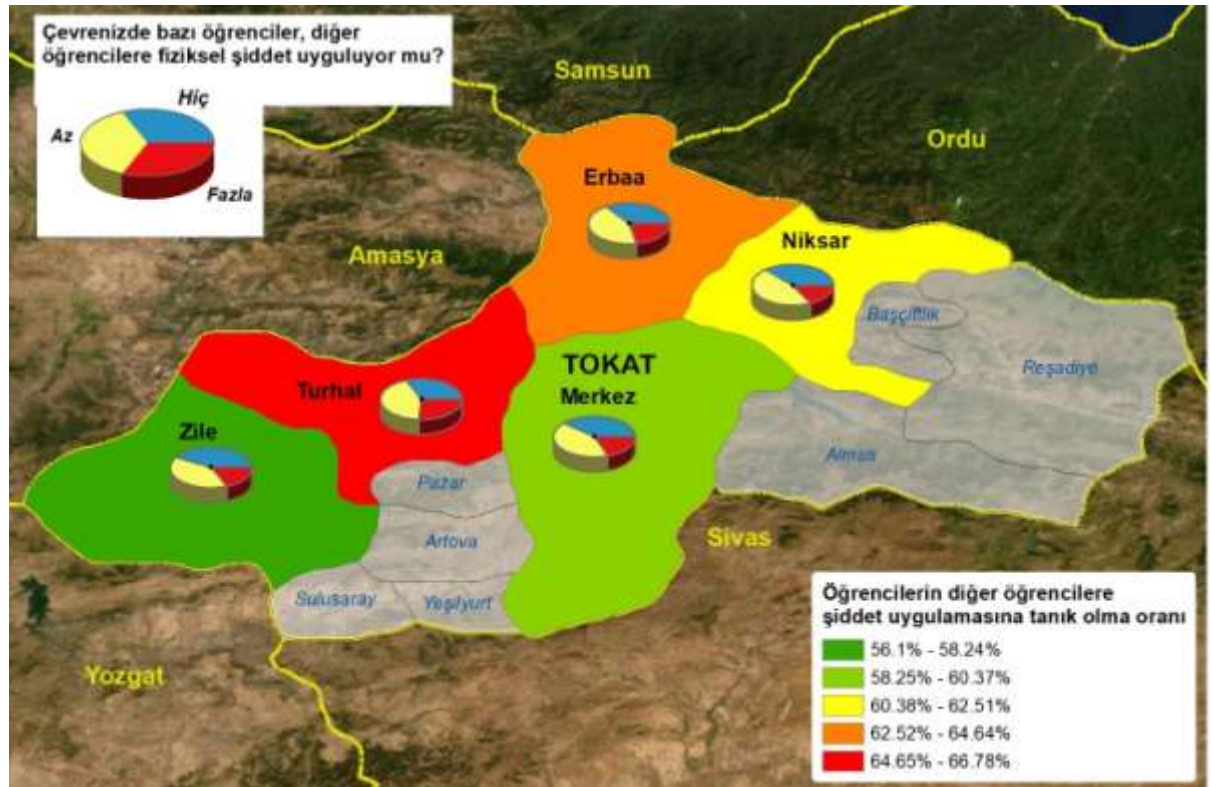 Çevrenizde bazı öğrenciler, diğer
öğrencilere fiziksel şiddet uyguluyor mu?
Hiç
Az
Fazla
Samsun
Ordu
Erbaa
Amasya
Niksar
Başçiftlik
Reşadiye
TOKAT
Merkez
Turhal
Zile
Almus
Pazar
Artova
Sivas
Sulusaray
Yeşilyurt
Yozgat
Öğrencilerin diğer öğrencilere
şiddet uygulamasına tanık olma oranı
56.1% - 58.24%
58.25% - 60.37%
60.38% - 62.51%
62.52% - 64.64%
64.65% - 66.78%